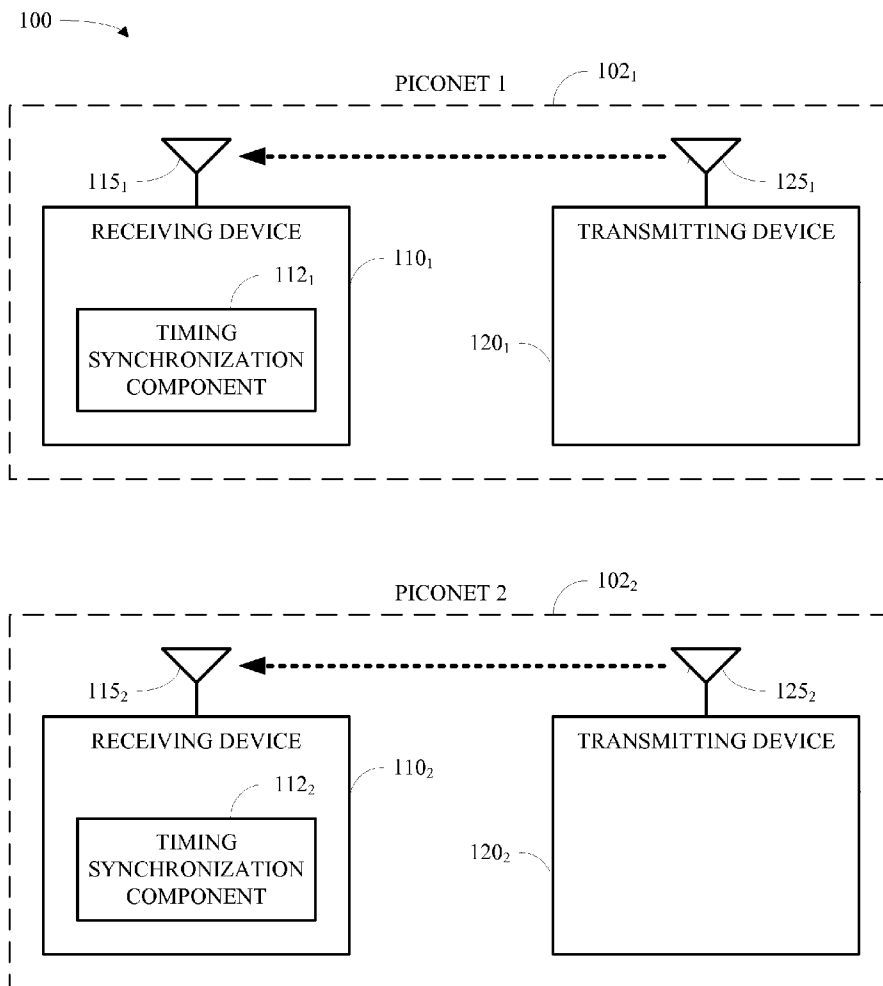 100
PICONET 1
102₁
115₁
125₁
RECEIVING DEVICE
TRANSMITTING DEVICE
110₁
112₁
TIMING
SYNCHRONIZATION
COMPONENT
120₁
PICONET 2
102₂
115₂
125₂
RECEIVING DEVICE
TRANSMITTING DEVICE
110₂
112₂
TIMING
SYNCHRONIZATION
COMPONENT
120₂